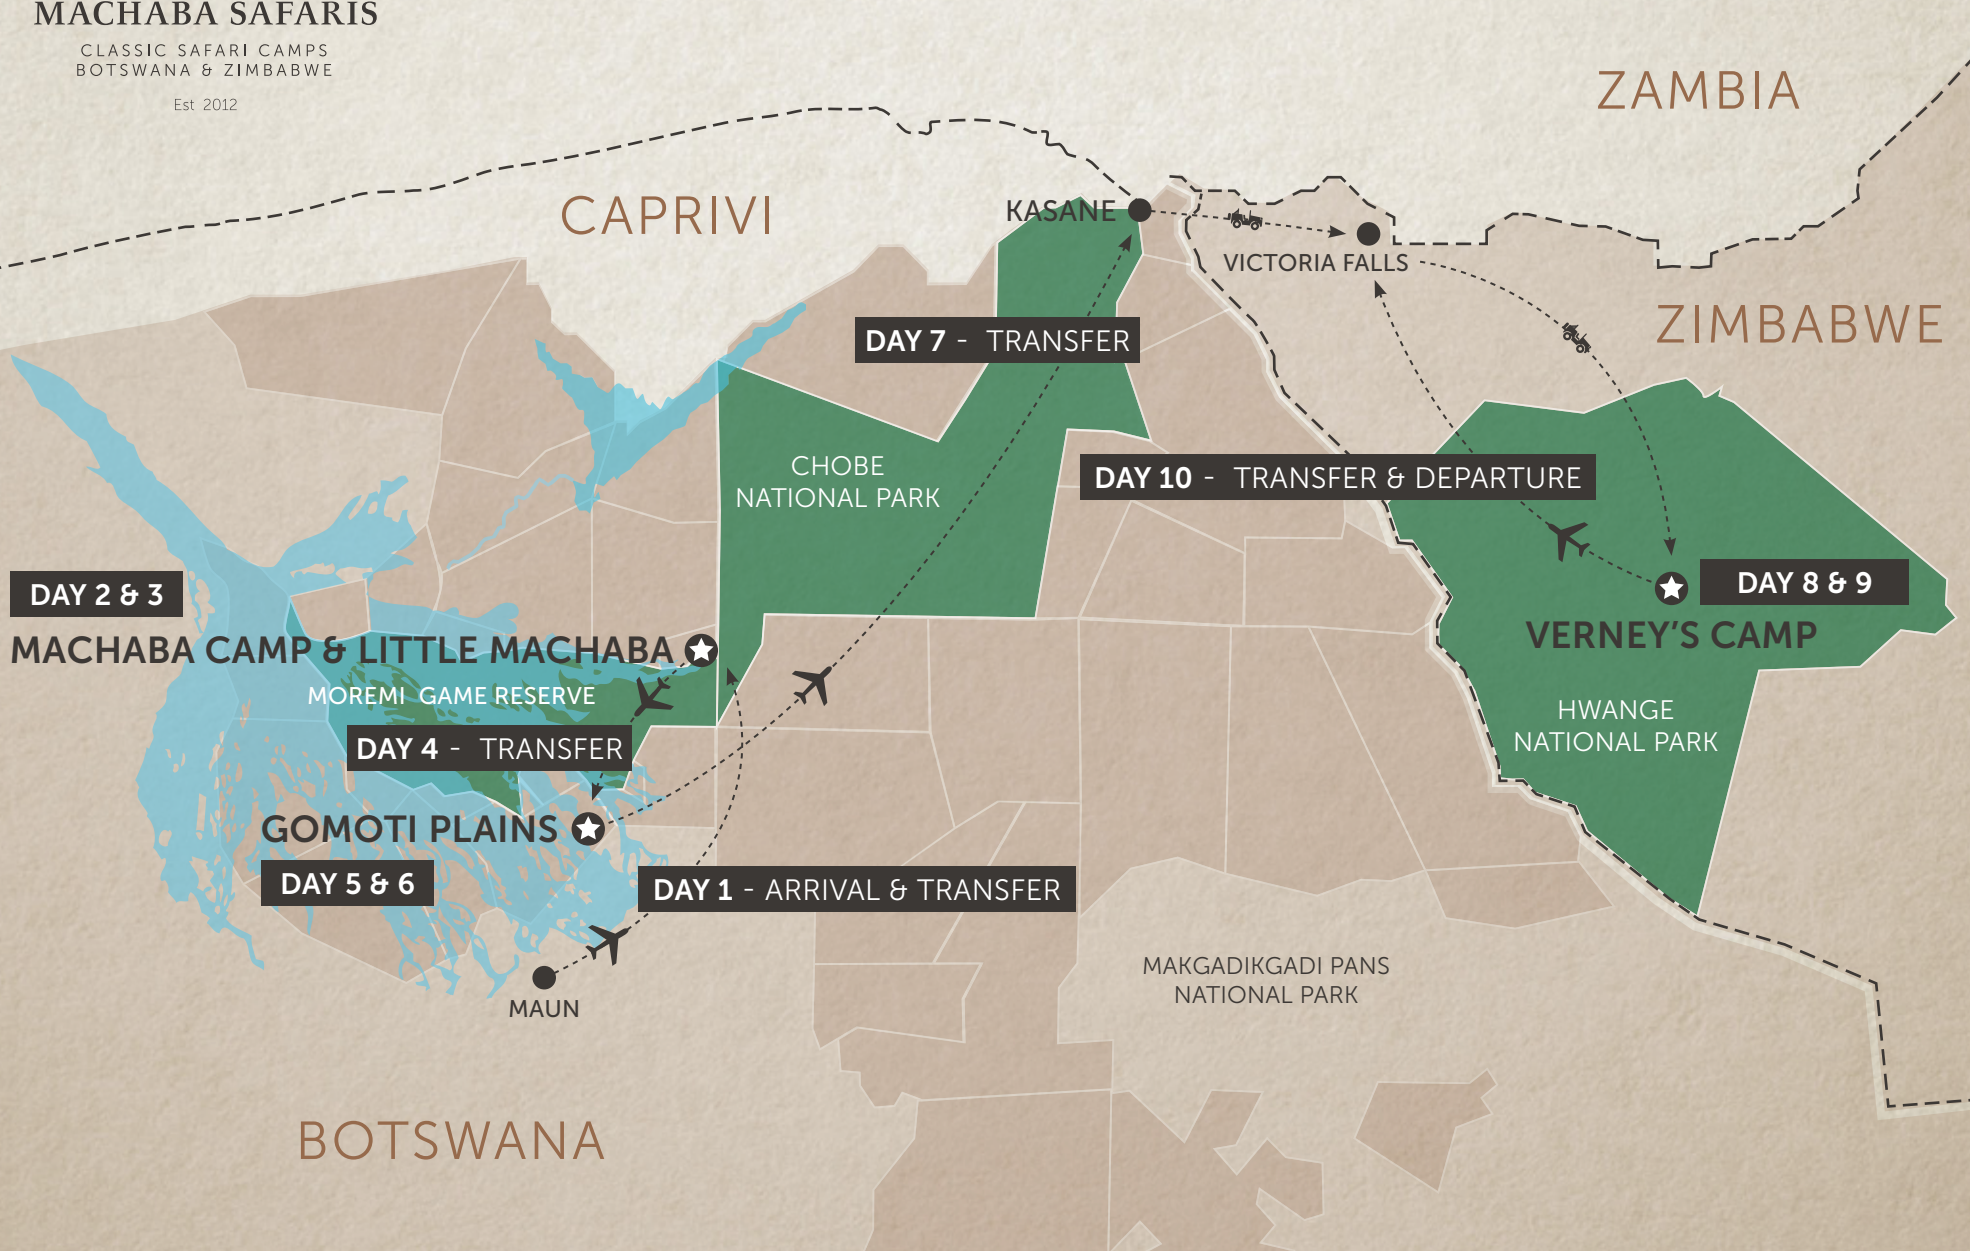 MACHABA SAFARIS
CLASSIC SAFARI CAMPS
BOTSWANA & ZIMBABWE
Est 2012
ZAMBIA
CAPRIVI
KASANE
VICTORIA FALLS
ZIMBABWE
DAY 7 - TRANSFER
CHOBE
NATIONAL PARK
DAY 10 - TRANSFER & DEPARTURE
DAY 2 & 3
MACHABA CAMP & LITTLE MACHABA
DAY 8 & 9
VERNEY'S CAMP
MOREMI GAME RESERVE
HWANGE
NATIONAL PARK
DAY 4 - TRANSFER
GOMOTI PLAINS
DAY 5 & 6
DAY 1 - ARRIVAL & TRANSFER
MAUN
MAKGADIKGADI PANS
NATIONAL PARK
BOTSWANA